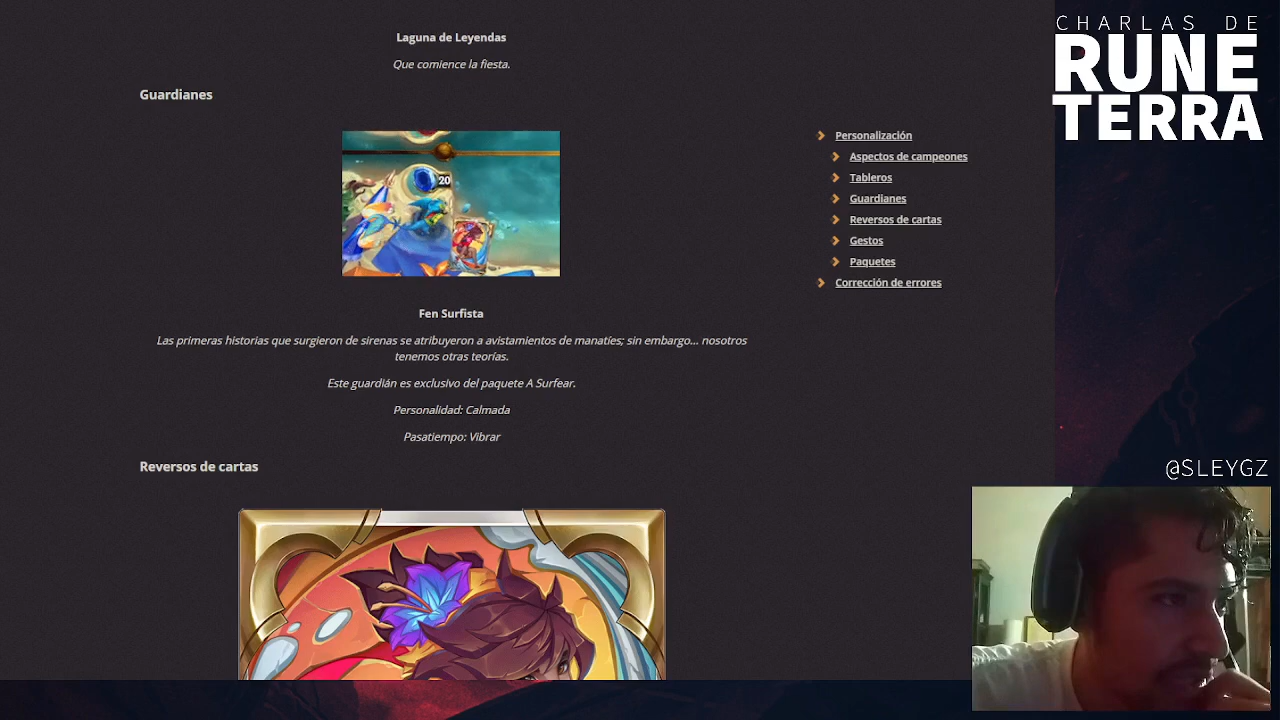 Laguna de Leyendas
Que comience la fiesta.
Guardianes
20
Fen Surfista
Las primeras historias que surgieron de sirenas se atribuyeron a avistamientos de manatíes; sin embargo... nosotros
tenemos otras teorías.
Este guardián es exclusivo del paquete A Surfear.
Personalidad: Calmada
Pasatiempo: Vibrar
Reversos de cartas
Personalización
Aspectos de campeones
Tableros
Guardianes
Reversos de cartas
Gestos
Paquetes
Corrección de errores
CHARLAS DE
RUNE
TERRA
@SLEYGZ